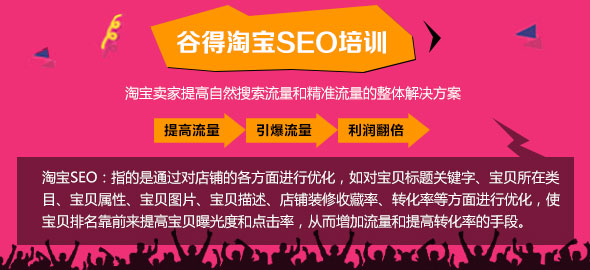 谷得淘宝SEO培训
淘宝卖家提高自然搜索流量和精准流量的整体解决方案
提高流量 引爆流量 利润翻倍
淘宝SEO：指的是通过对店铺的各方面进行优化，如对宝贝标题关键字、宝贝所在类
目、宝贝属性、宝贝图片、宝贝描述、店铺装修收藏率、转化率等方面进行优化，使
宝贝排名靠前来提高宝贝曝光度和点击率，从而增加流量和提高转化率的手段。